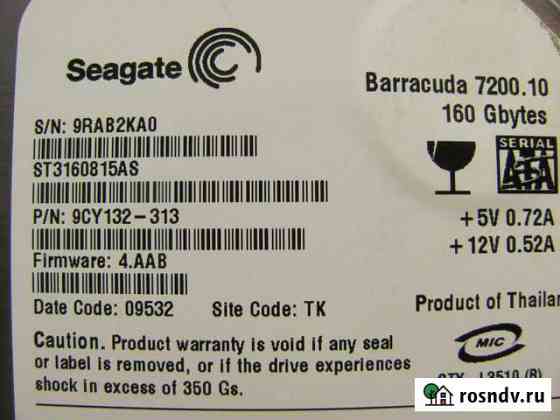 Seagate
Barracuda 7200.10
160 Gbytes
S/N: 9RAB2KA0
ST3160815AS
SERIAL
ATA
P/N: 9CY132-313
+5V 0.72A
+12V 0.52A
Firmware: 4.AAB
Date Code: 09532 Site Code: TK
Product of Thailan
Caution. Product warranty is void if any seal
or label is removed, or if the drive experiences
shock in excess of 350 Gs.
MIC
L3510 (B)
rosndv.ru